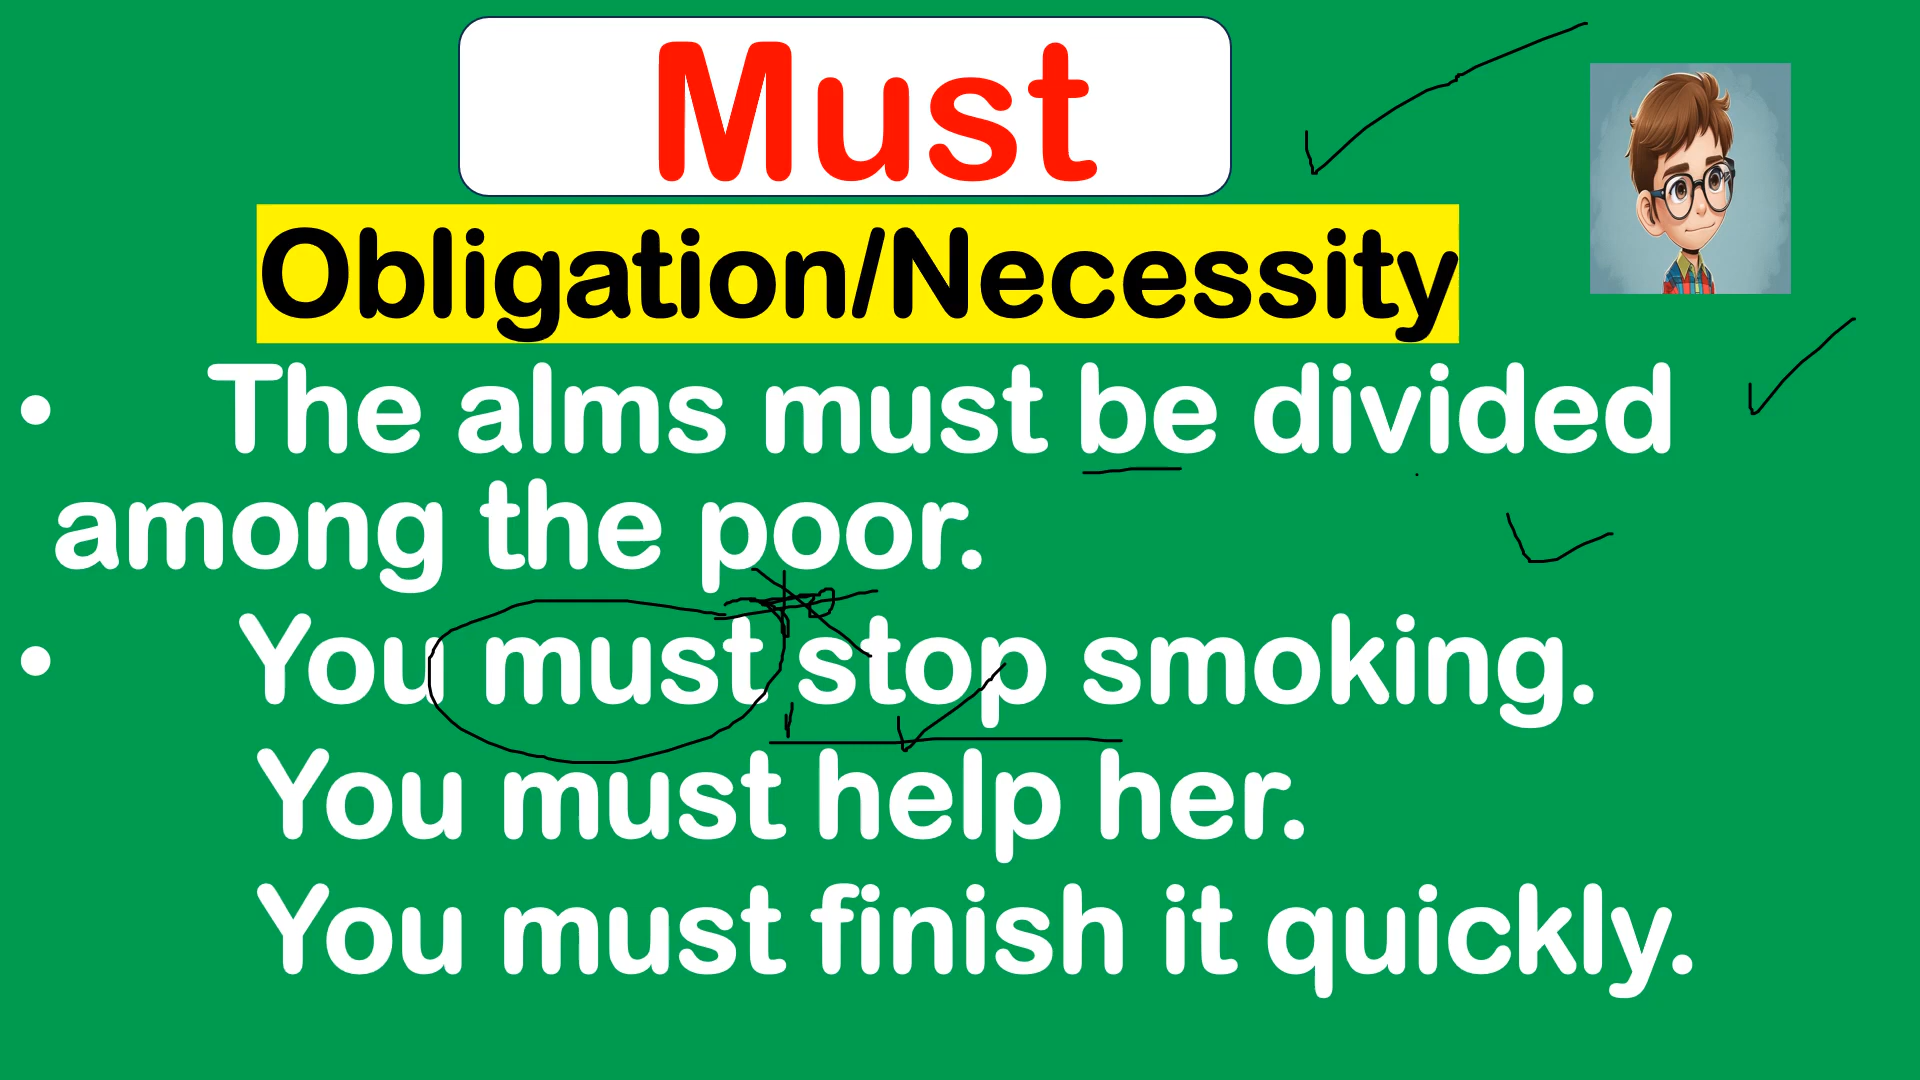 Must
Obligation/Necessity
• The alms must be divided
among the poor.
• You must stop smoking.
You must help her.
You must finish it quickly.